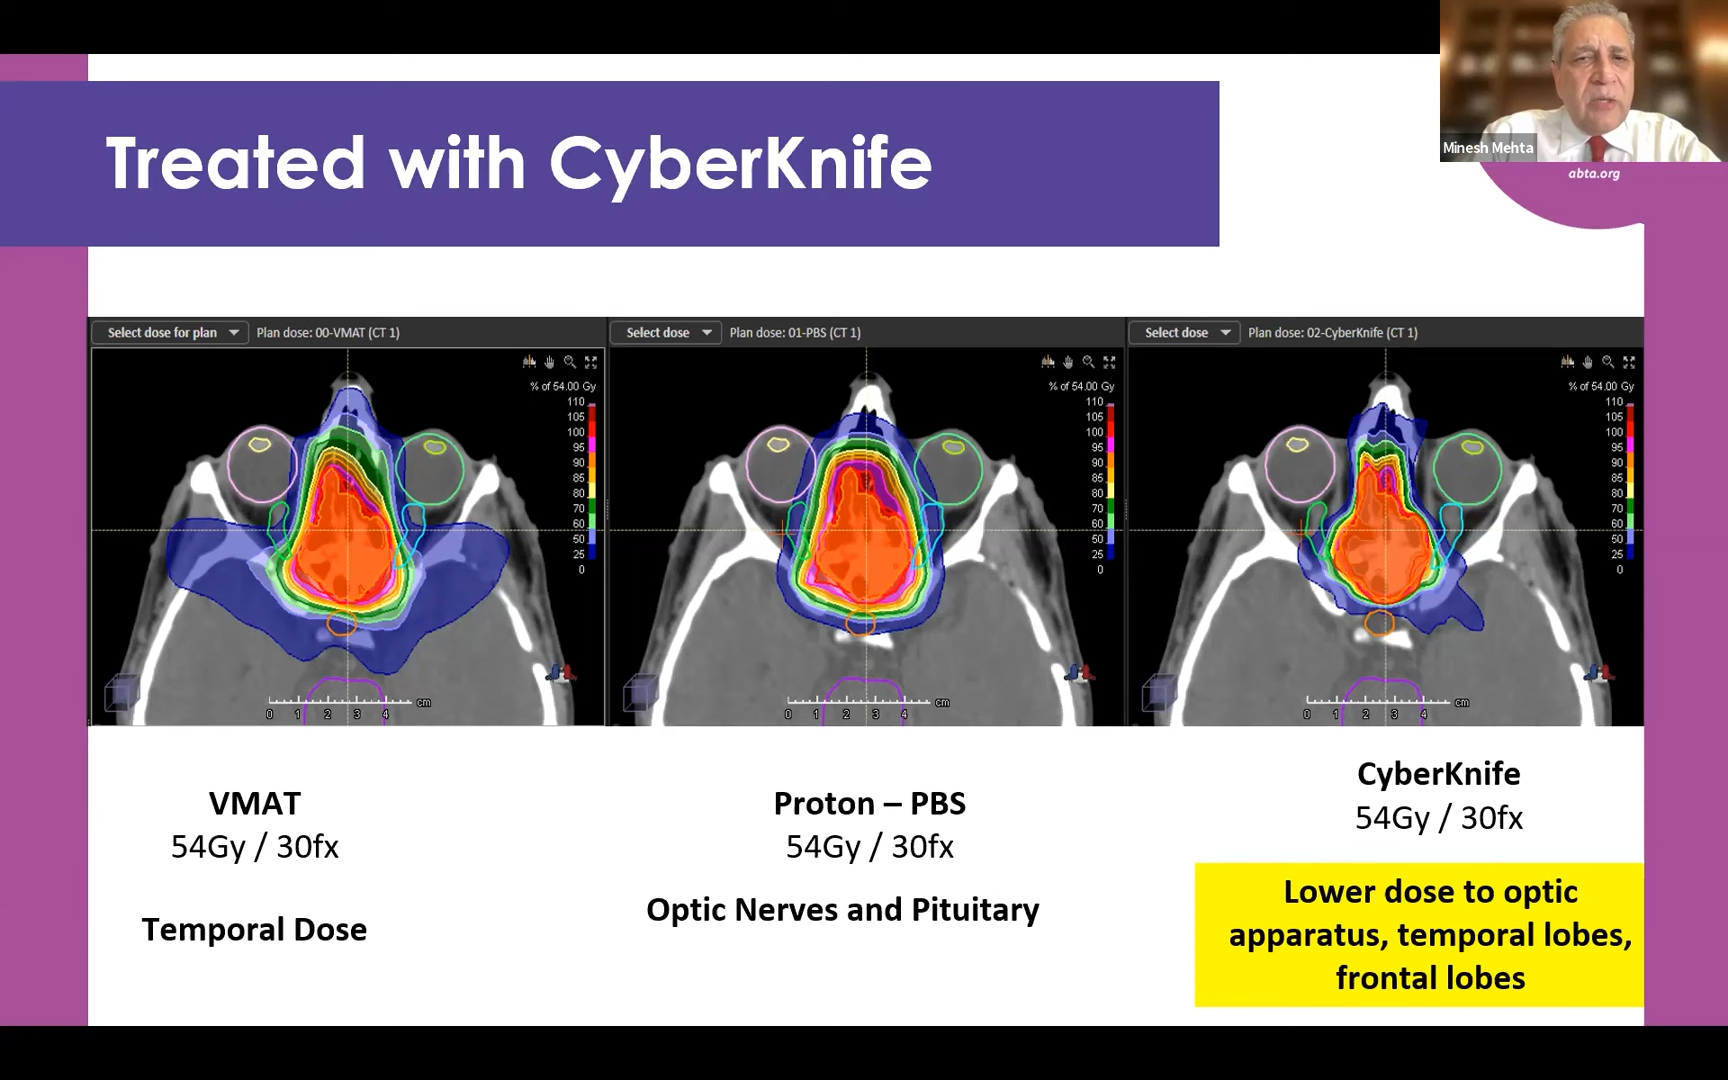 Minesh Mehta
abta.org
Treated with CyberKnife
Select dose for plan
Plan dose: 00-VMAT (CT 1)
% of 54.00 Gy
110
105
100
95
90
85
80
70
60
50
25
0
0 1 2 3 4 cm
Select dose
Plan dose: 01-PBS (CT 1)
% of 54.00 Gy
110
105
100
95
90
85
80
70
60
50
25
0
0 1 2 3 4 cm
Select dose
Plan dose: 02-CyberKnife (CT 1)
% of 54.00 Gy
110
105
100
95
90
85
80
70
60
50
25
0
0 1 2 3 4 cm
VMAT
54Gy / 30fx
Temporal Dose
Proton – PBS
54Gy / 30fx
Optic Nerves and Pituitary
CyberKnife
54Gy / 30fx
Lower dose to optic
apparatus, temporal lobes,
frontal lobes